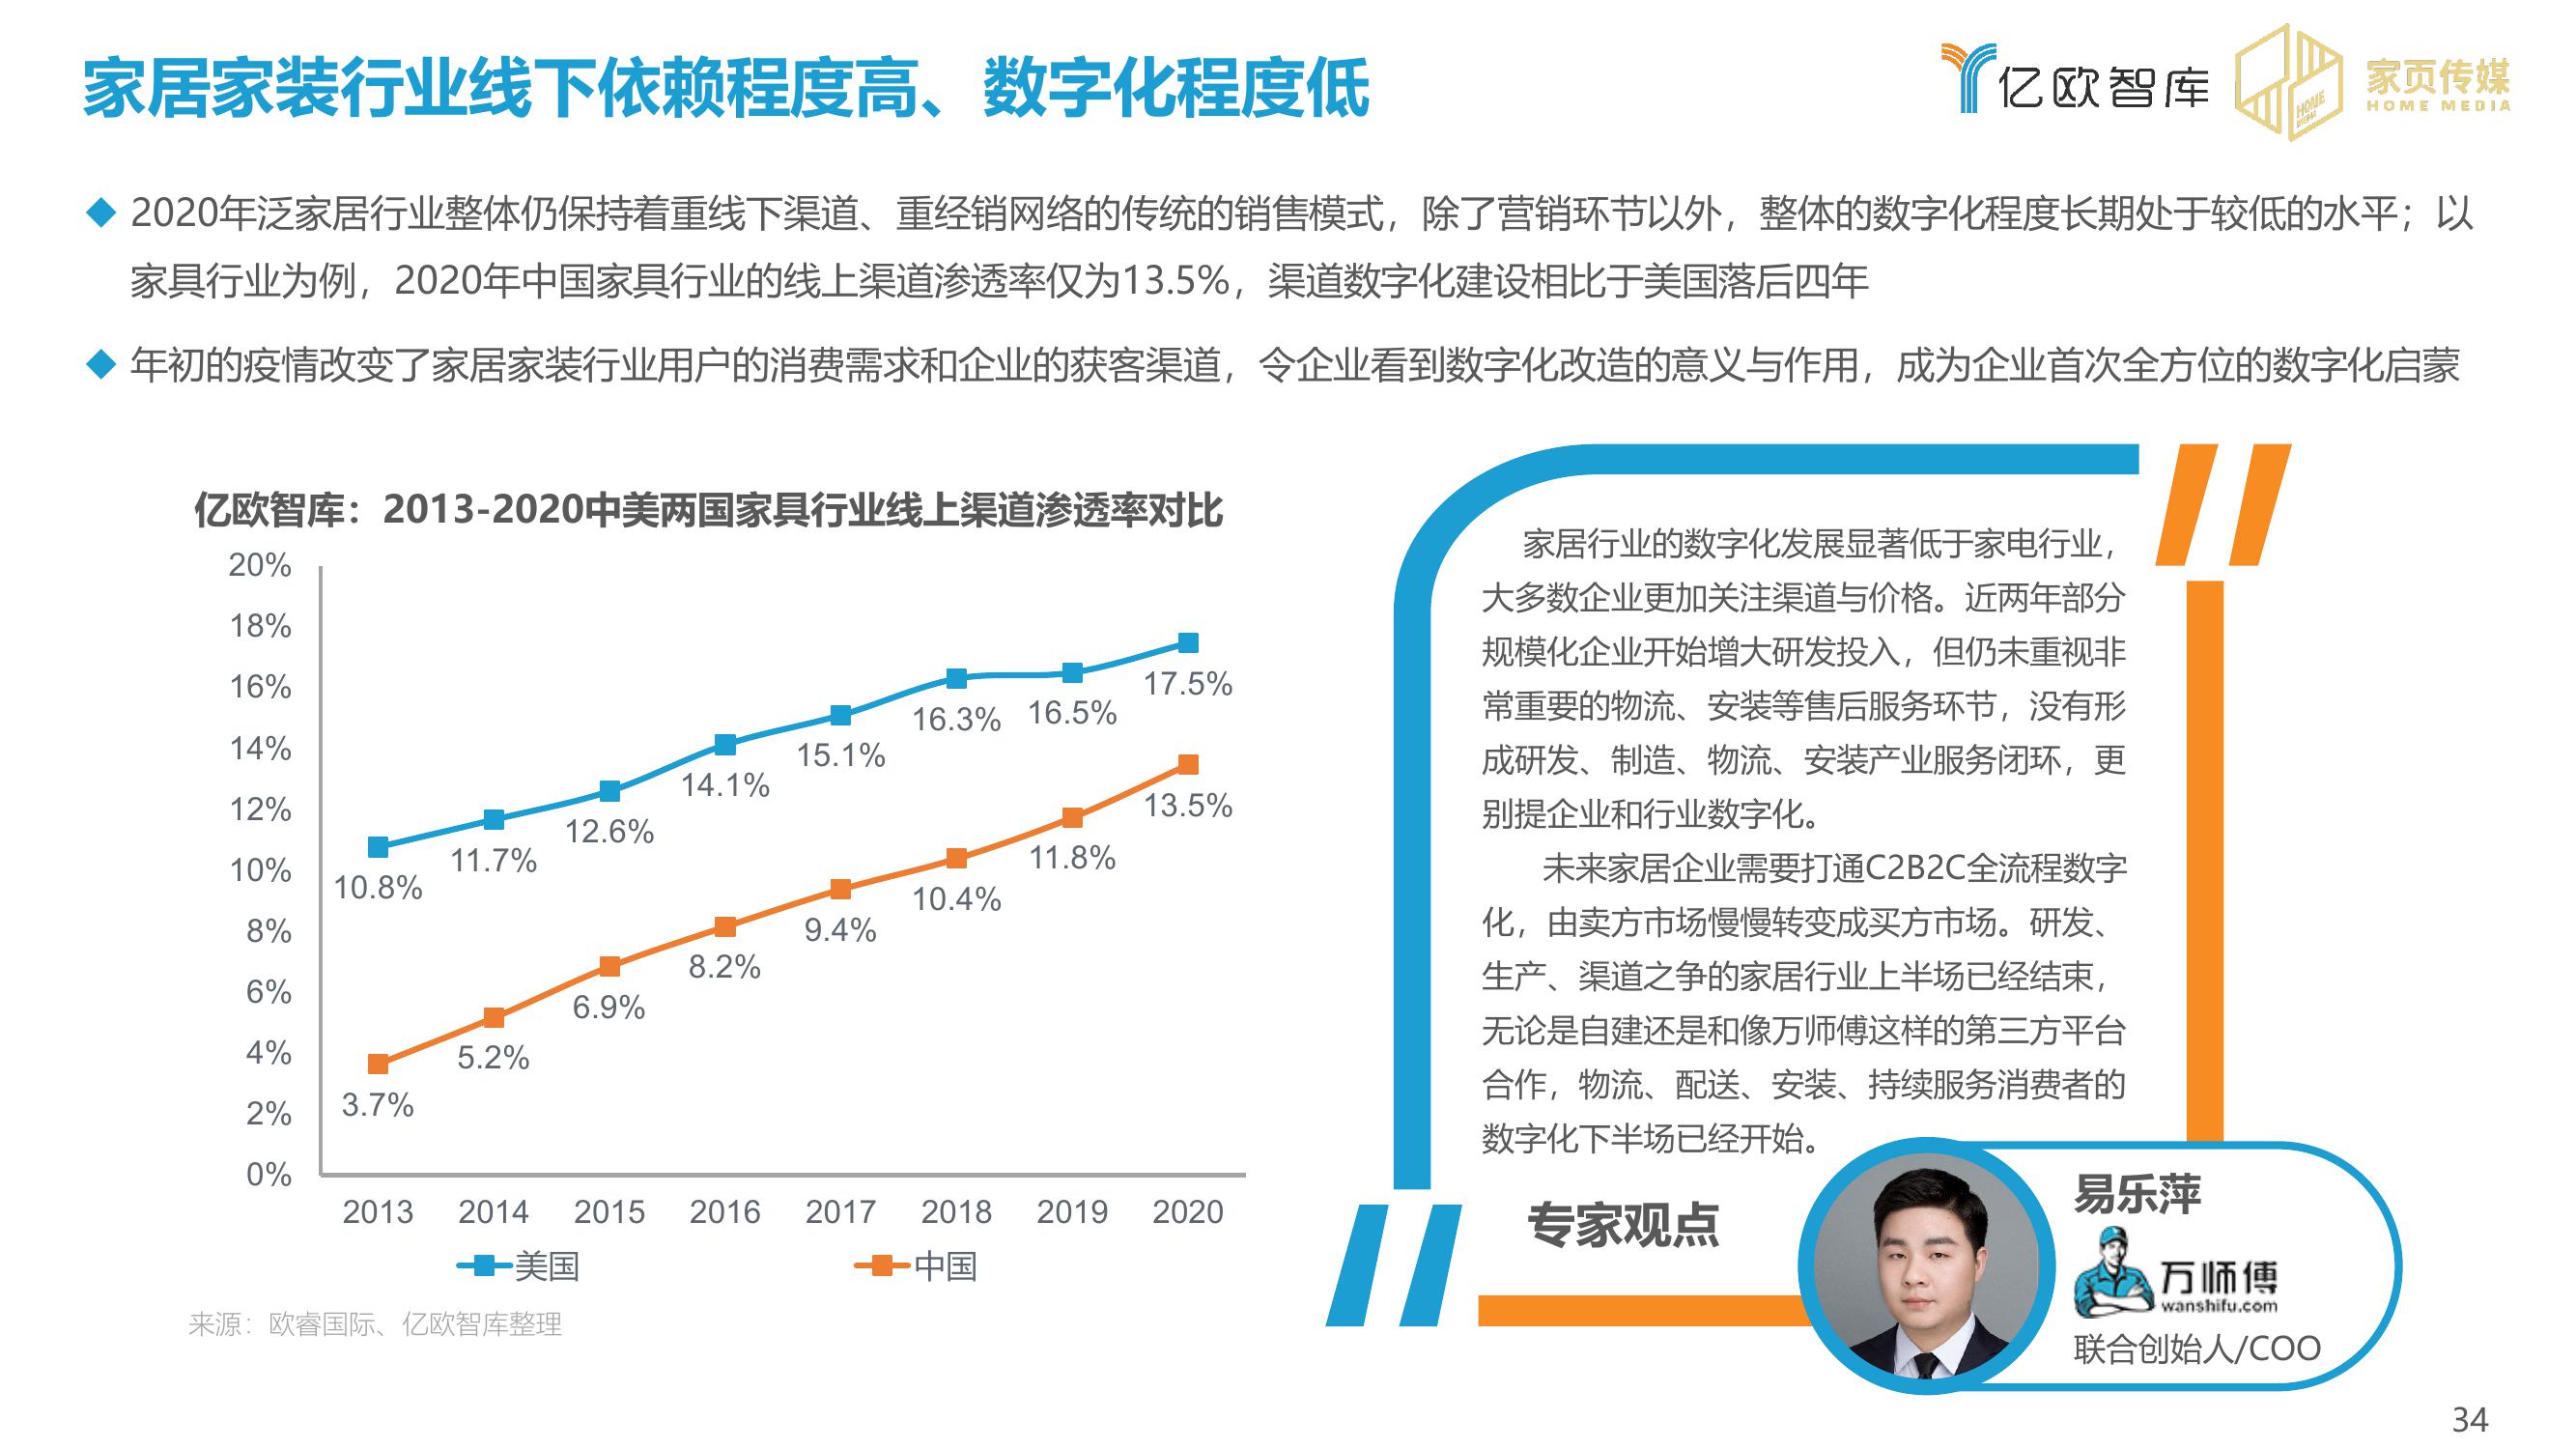 家居家装行业线下依赖程度高、数字化程度低
亿欧智库
家页传媒
HOME MEDIA
◆ 2020年泛家居行业整体仍保持着重线下渠道、重经销网络的传统的销售模式，除了营销环节以外，整体的数字化程度长期处于较低的水平；以
家具行业为例，2020年中国家具行业的线上渠道渗透率仅为13.5%，渠道数字化建设相比于美国落后四年
◆ 年初的疫情改变了家居家装行业用户的消费需求和企业的获客渠道，令企业看到数字化改造的意义与作用，成为企业首次全方位的数字化启蒙
亿欧智库：2013-2020中美两国家具行业线上渠道渗透率对比
20%
18%
16%
14%
12%
10%
8%
6%
4%
2%
0%
10.8%
11.7%
12.6%
14.1%
15.1%
16.3%
16.5%
17.5%
3.7%
5.2%
6.9%
8.2%
9.4%
10.4%
11.8%
13.5%
2013 2014 2015 2016 2017 2018 2019 2020
美国 中国
来源：欧睿国际、亿欧智库整理
家居行业的数字化发展显著低于家电行业，
大多数企业更加关注渠道与价格。近两年部分
规模化企业开始增大研发投入，但仍未重视非
常重要的物流、安装等售后服务环节，没有形
成研发、制造、物流、安装产业服务闭环，更
别提企业和行业数字化。
未来家居企业需要打通C2B2C全流程数字
化，由卖方市场慢慢转变成买方市场。研发、
生产、渠道之争的家居行业上半场已经结束，
无论是自建还是和像万师傅这样的第三方平台
合作，物流、配送、安装、持续服务消费者的
数字化下半场已经开始。
专家观点
易乐萍
万师傅
wanshifu.com
联合创始人/COO
34